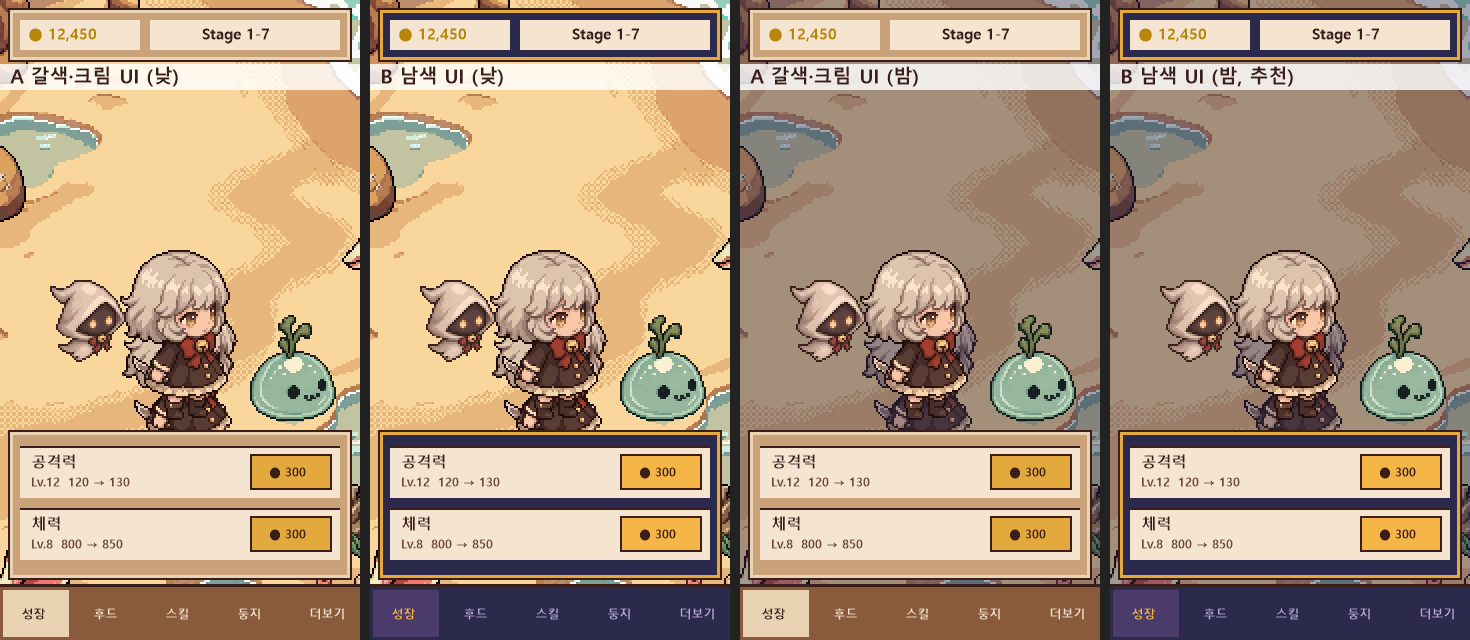 12,450
Stage 1-7
A 갈색·크림 UI (낮)
공격력
Lv.12 120 → 130
300
체력
Lv.8 800 → 850
300
성장 후드 스킬 둥지 더보기
12,450
Stage 1-7
B 남색 UI (낮)
공격력
Lv.12 120 → 130
300
체력
Lv.8 800 → 850
300
성장 후드 스킬 둥지 더보기
12,450
Stage 1-7
A 갈색·크림 UI (밤)
공격력
Lv.12 120 → 130
300
체력
Lv.8 800 → 850
300
성장 후드 스킬 둥지 더보기
12,450
Stage 1-7
B 남색 UI (밤, 추천)
공격력
Lv.12 120 → 130
300
체력
Lv.8 800 → 850
300
성장 후드 스킬 둥지 더보기